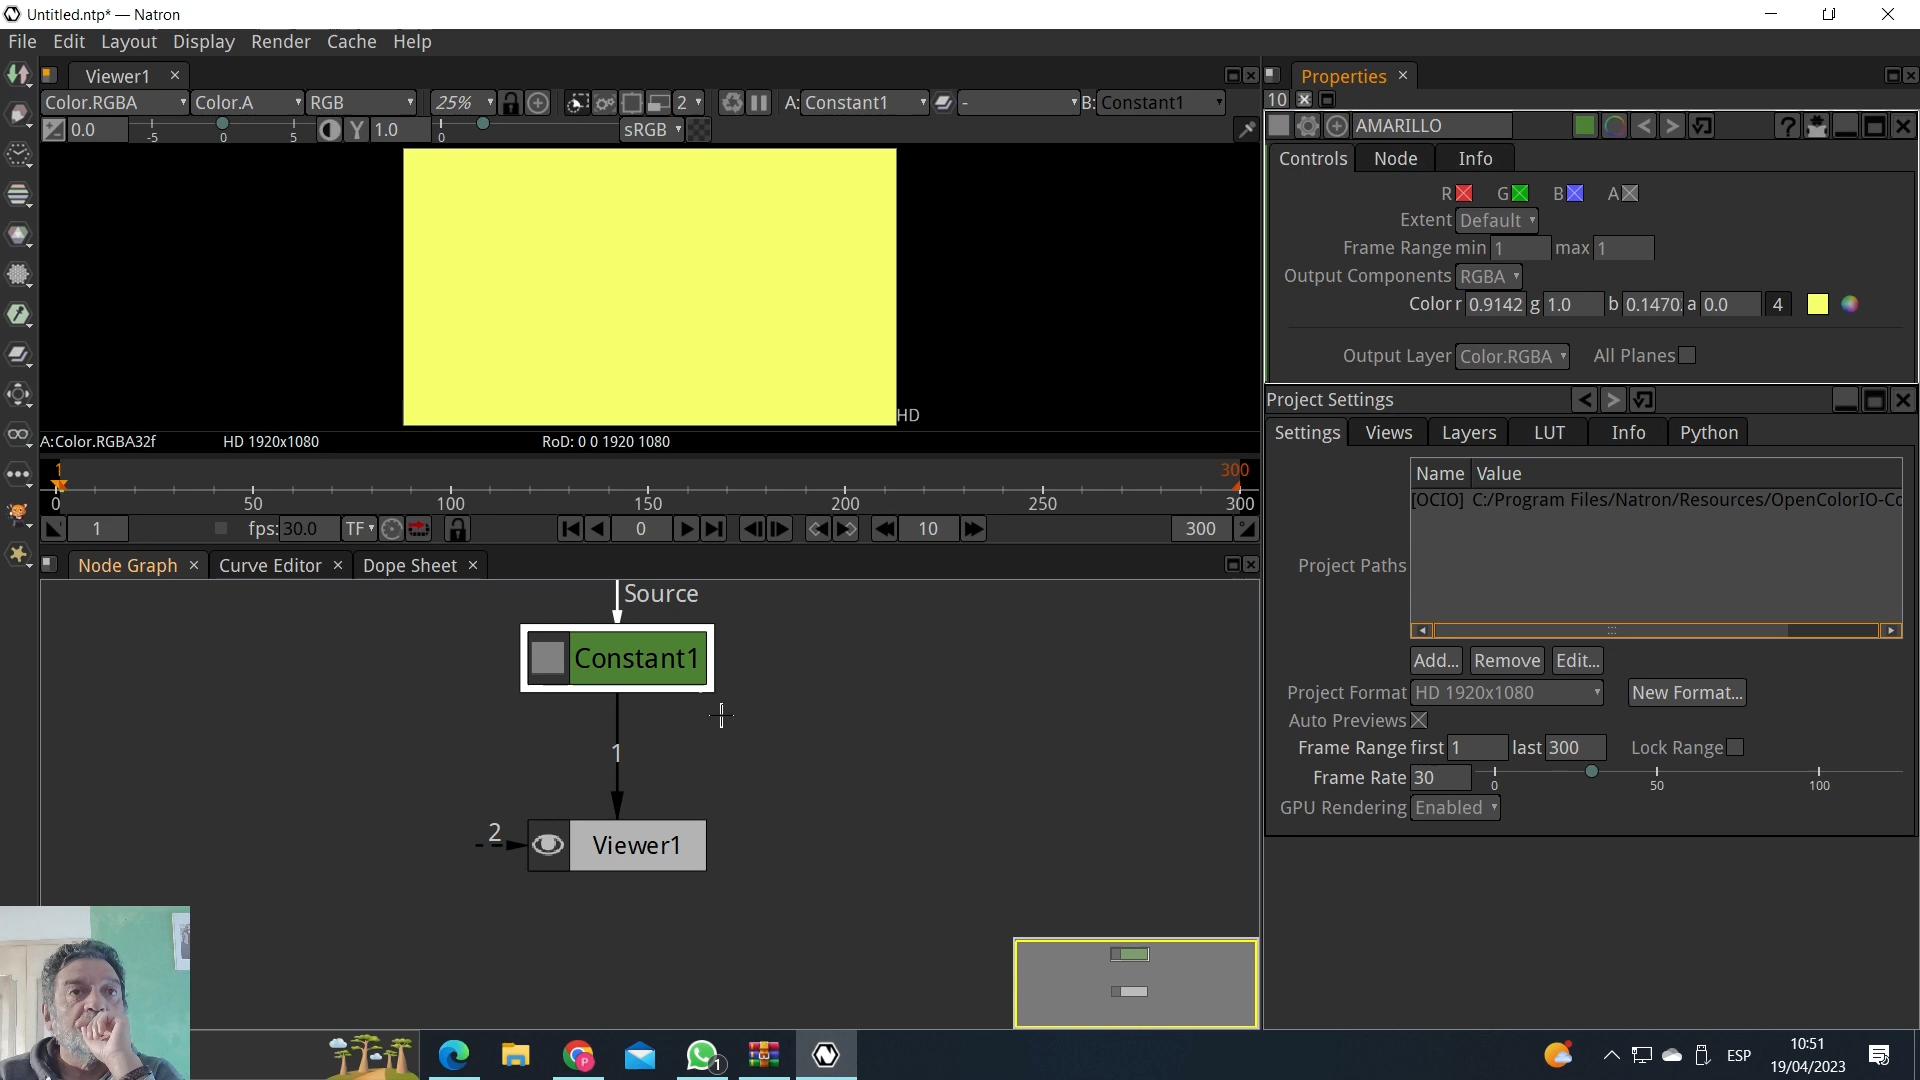 Untitled.ntp* — Natron
File Edit Layout Display Render Cache Help
Viewer1
Color.RGBA Color.A RGB 25% 2 A: Constant1 - B: Constant1
0.0 -5 0 5 1.0 0 sRGB
HD
A:Color.RGBA32f HD 1920x1080 RoD: 0 0 1920 1080
1 300
0 50 100 150 200 250 300
1 fps: 30.0 TF 0 10 300
Node Graph Curve Editor Dope Sheet
Source
Constant1
1
2
Viewer1
Properties
10
AMARILLO
Controls Node Info
R G B A
Extent Default
Frame Range min 1 max 1
Output Components RGBA
Color r 0.9142 g 1.0 b 0.1470 a 0.0 4
Output Layer Color.RGBA All Planes
Project Settings
Settings Views Layers LUT Info Python
Name Value
[OCIO] C:/Program Files/Natron/Resources/OpenColorIO-Co
Project Paths
Add... Remove Edit...
Project Format HD 1920x1080 New Format...
Auto Previews
Frame Range first 1 last 300 Lock Range
Frame Rate 30 0 50 100
GPU Rendering Enabled
1
ESP
10:51
19/04/2023